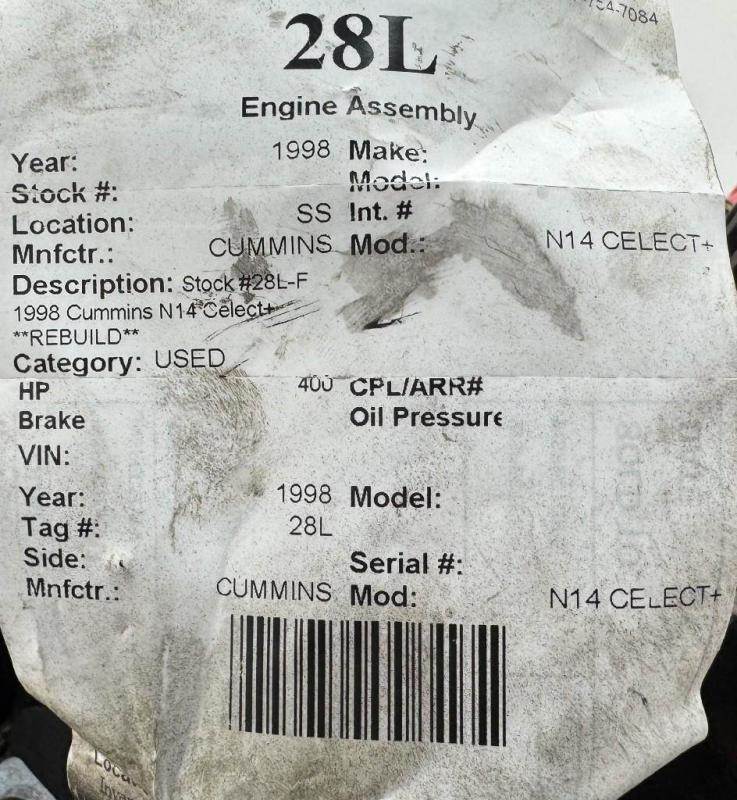 754-7084
28L
Engine Assembly
Year: 1998 Make:
Stock #: Model:
Location: SS Int. #
Mnfctr.: CUMMINS Mod.: N14 CELECT+
Description: Stock #28L-F
1998 Cummins N14 Celect+
**REBUILD**
Category: USED
HP 400 CPL/ARR#
Brake Oil Pressure
VIN:
Year: 1998 Model:
Tag #: 28L
Side: Serial #:
Mnfctr.: CUMMINS Mod: N14 CELECT+